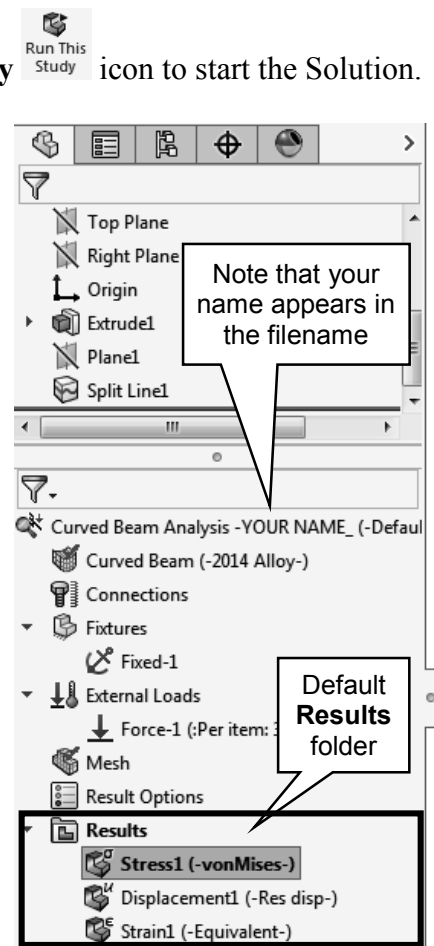 Run This
Study
y icon to start the Solution.
Top Plane
Right Plane
Origin
Extrude1
Plane1
Split Line1
Note that your
name appears in
the filename
Curved Beam Analysis -YOUR NAME_ (-Defaul
Curved Beam (-2014 Alloy-)
Connections
Fixtures
Fixed-1
External Loads
Force-1 (:Per item:
Mesh
Result Options
Default
Results
folder
Results
Stress1 (-vonMises-)
Displacement1 (-Res disp-)
Strain1 (-Equivalent-)